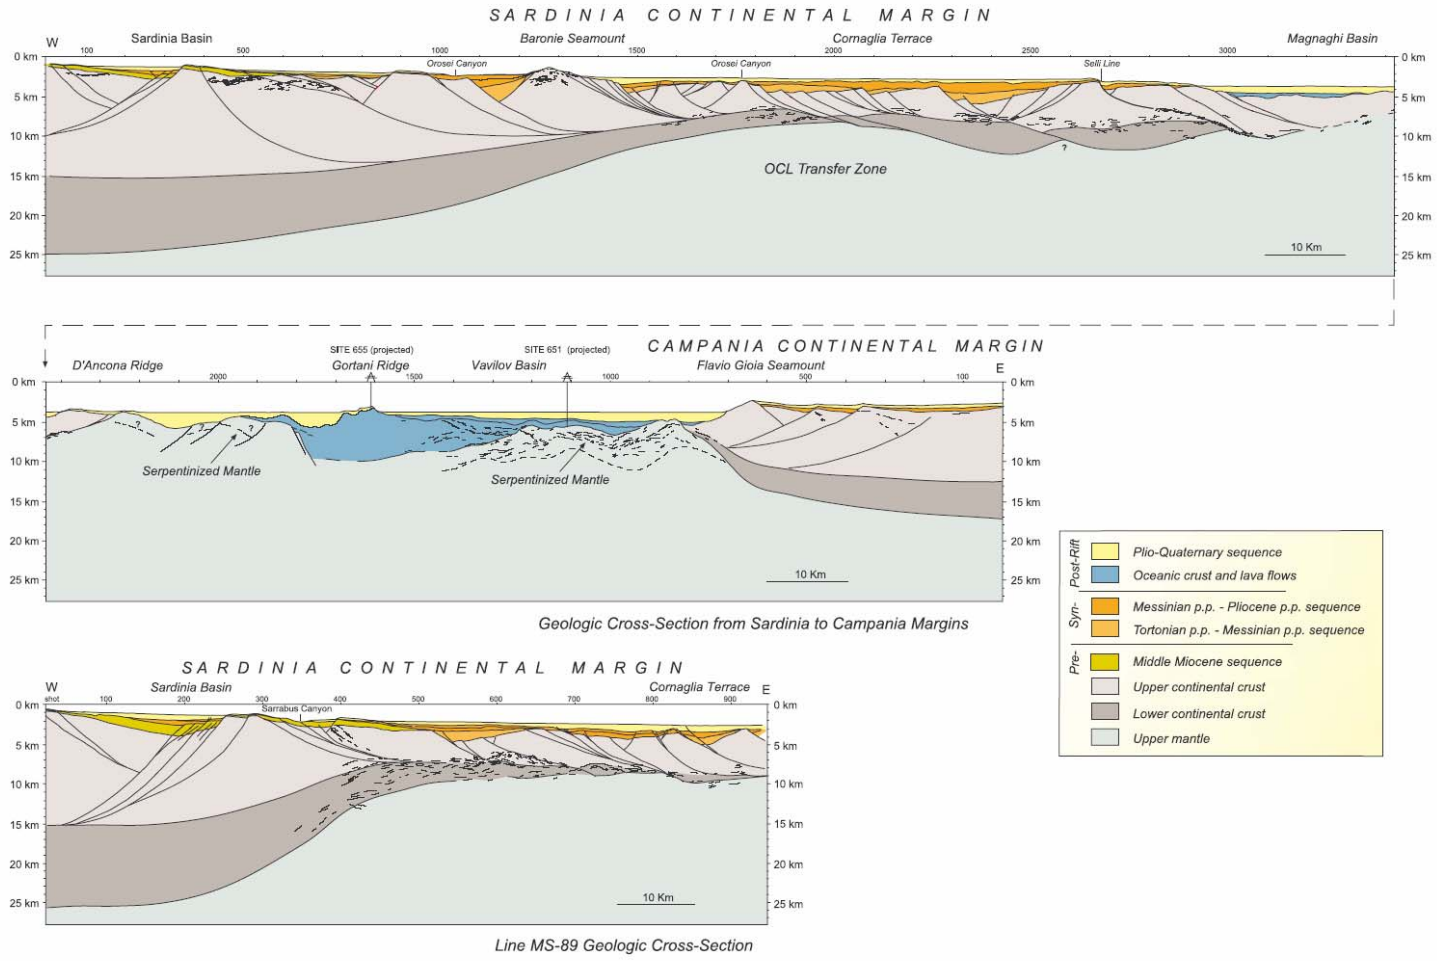 SARDINIA CONTINENTAL MARGIN
W Sardinia Basin Baronie Seamount Cornaglia Terrace Magnaghi Basin
100 500 1000 1500 2000 2500 3000
Orosei Canyon Orosei Canyon Selli Line
0 km 0 km
5 km 5 km
10 km 10 km
?
OCL Transfer Zone
15 km 15 km
20 km 20 km
10 Km
25 km 25 km
SITE 655 (projected) SITE 651 (projected) CAMPANIA CONTINENTAL MARGIN
D'Ancona Ridge Gortani Ridge Vavilov Basin Flavio Gioia Seamount E
2000 1500 1000 500 100
0 km 0 km
5 km 5 km
? ? ?
10 km 10 km
Serpentinized Mantle Serpentinized Mantle
15 km 15 km
20 km 20 km
10 Km
25 km 25 km
Geologic Cross-Section from Sardinia to Campania Margins
Post-Rift
Plio-Quaternary sequence
Oceanic crust and lava flows
Syn-
Messinian p.p. - Pliocene p.p. sequence
Tortonian p.p. - Messinian p.p. sequence
Pre-
Middle Miocene sequence
Upper continental crust
Lower continental crust
Upper mantle
SARDINIA CONTINENTAL MARGIN
W Sardinia Basin Cornaglia Terrace E
shot 100 200 300 400 500 600 700 800 900
Sarrabus Canyon
0 km 0 km
5 km 5 km
10 km 10 km
15 km 15 km
20 km 20 km
10 Km
25 km 25 km
Line MS-89 Geologic Cross-Section